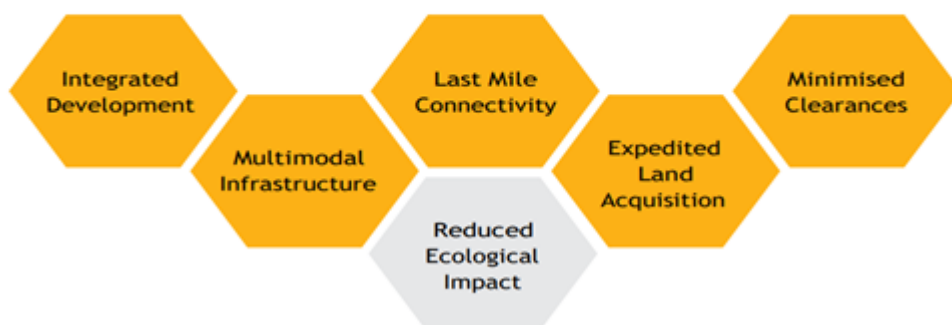 Integrated
Development
Multimodal
Infrastructure
Last Mile
Connectivity
Reduced
Ecological
Impact
Expedited
Land
Acquisition
Minimised
Clearances